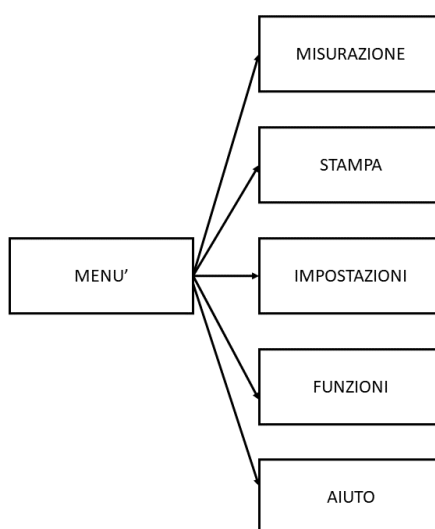 MISURAZIONE
STAMPA
MENU’
IMPOSTAZIONI
FUNZIONI
AIUTO